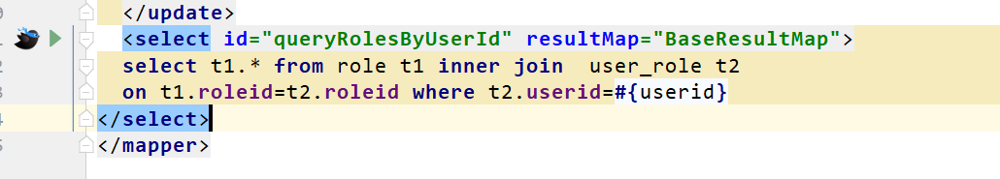 </update>
<select id="queryRolesByUserId" resultMap="BaseResultMap">
select t1.* from role t1 inner join  user_role t2
on t1.roleid=t2.roleid where t2.userid=#{userid}
</select>
</mapper>